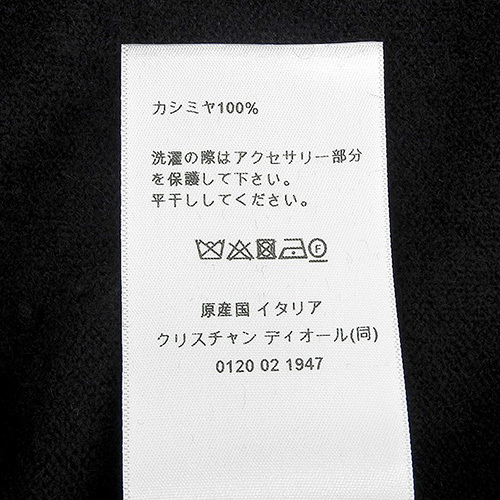 カシミヤ100%
洗濯の際はアクセサリー部分
を保護して下さい。
平干ししてください。
F
原産国 イタリア
クリスチャン ディオール(同)
0120 02 1947